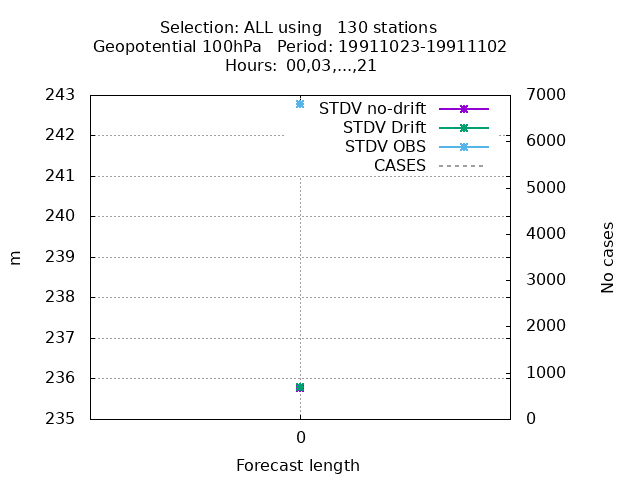 Selection: ALL using   130 stations
Geopotential 100hPa   Period: 19911023-19911102
Hours: 00,03,...,21
243
242
241
240
239
238
237
236
235
7000
6000
5000
4000
3000
2000
1000
0
STDV no-drift
STDV Drift
STDV OBS
CASES
m
No cases
0
Forecast length